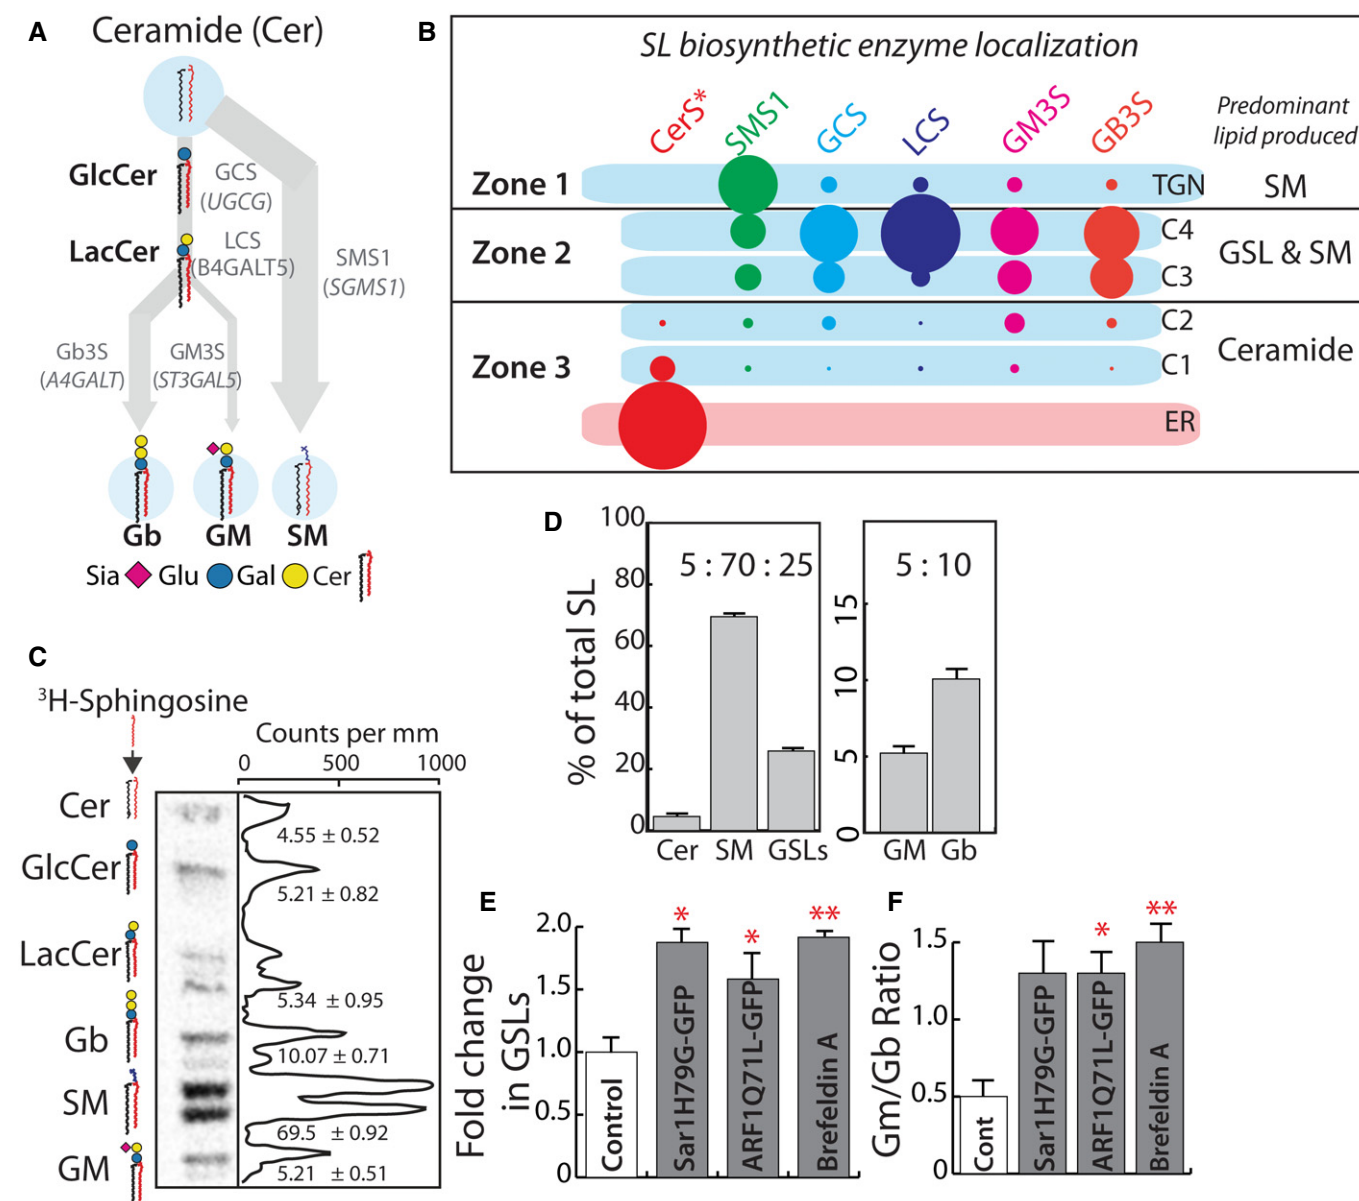 A
Ceramide (Cer)
GlcCer
GCS
(UGCG)
LacCer
LCS
(B4GALT5)
SMS1
(SGMS1)
Gb3S
(A4GALT)
GM3S
(ST3GAL5)
Gb
GM
SM
Sia
Glu
Gal
Cer
B
SL biosynthetic enzyme localization
CerS*
SMS1
GCS
LCS
GM3S
GB3S
Predominant
lipid produced
Zone 1
TGN
SM
Zone 2
C4
C3
GSL & SM
Zone 3
C2
C1
Ceramide
ER
C
³H-Sphingosine
Counts per mm
0 500 1000
Cer
4.55 ± 0.52
GlcCer
5.21 ± 0.82
LacCer
5.34 ± 0.95
Gb
10.07 ± 0.71
SM
69.5 ± 0.92
GM
5.21 ± 0.51
D
% of total SL
100
80
60
40
20
0
5 : 70 : 25
Cer SM GSLs
5 : 10
15
10
5
0
GM Gb
E
Fold change
in GSLs
2.0
1.5
1.0
0.5
0
*
*
**
Control
Sar1H79G-GFP
ARF1Q71L-GFP
Brefeldin A
F
Gm/Gb Ratio
1.5
1.0
0.5
0
*
**
Cont
Sar1H79G-GFP
ARF1Q71L-GFP
Brefeldin A